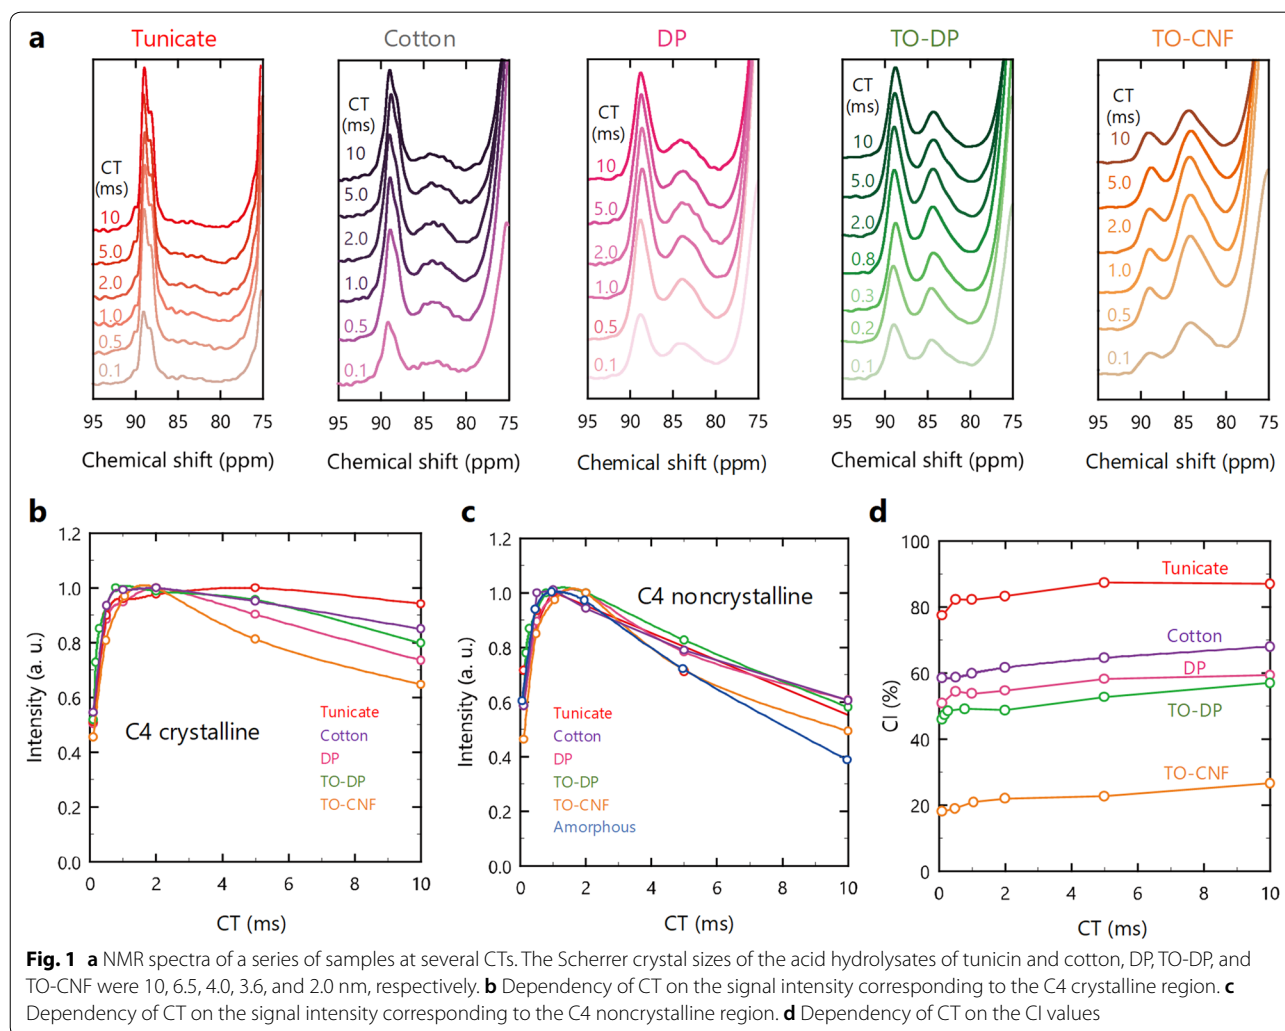 a
Tunicate
Cotton
DP
TO-DP
TO-CNF
CT
(ms)
10
5.0
2.0
1.0
0.5
0.1
95 90 85 80 75
Chemical shift (ppm)
CT
(ms)
10
5.0
2.0
1.0
0.5
0.1
95 90 85 80 75
Chemical shift (ppm)
CT
(ms)
10
5.0
2.0
1.0
0.5
0.1
95 90 85 80 75
Chemical shift (ppm)
CT
(ms)
10
5.0
2.0
0.8
0.3
0.2
0.1
95 90 85 80 75
Chemical shift (ppm)
CT
(ms)
10
5.0
2.0
1.0
0.5
0.1
95 90 85 80 75
Chemical shift (ppm)
b
1.2
1.0
0.8
0.6
0.4
0.2
0.0
Intensity (a. u.)
C4 crystalline
Tunicate
Cotton
DP
TO-DP
TO-CNF
0 2 4 6 8 10
CT (ms)
c
1.2
1.0
0.8
0.6
0.4
0.2
0.0
Intensity (a. u.)
C4 noncrystalline
Tunicate
Cotton
DP
TO-DP
TO-CNF
Amorphous
0 2 4 6 8 10
CT (ms)
d
100
80
60
40
20
0
CI (%)
Tunicate
Cotton
DP
TO-DP
TO-CNF
0 2 4 6 8 10
CT (ms)
Fig. 1 a NMR spectra of a series of samples at several CTs. The Scherrer crystal sizes of the acid hydrolysates of tunicin and cotton, DP, TO-DP, and
TO-CNF were 10, 6.5, 4.0, 3.6, and 2.0 nm, respectively. b Dependency of CT on the signal intensity corresponding to the C4 crystalline region. c
Dependency of CT on the signal intensity corresponding to the C4 noncrystalline region. d Dependency of CT on the CI values